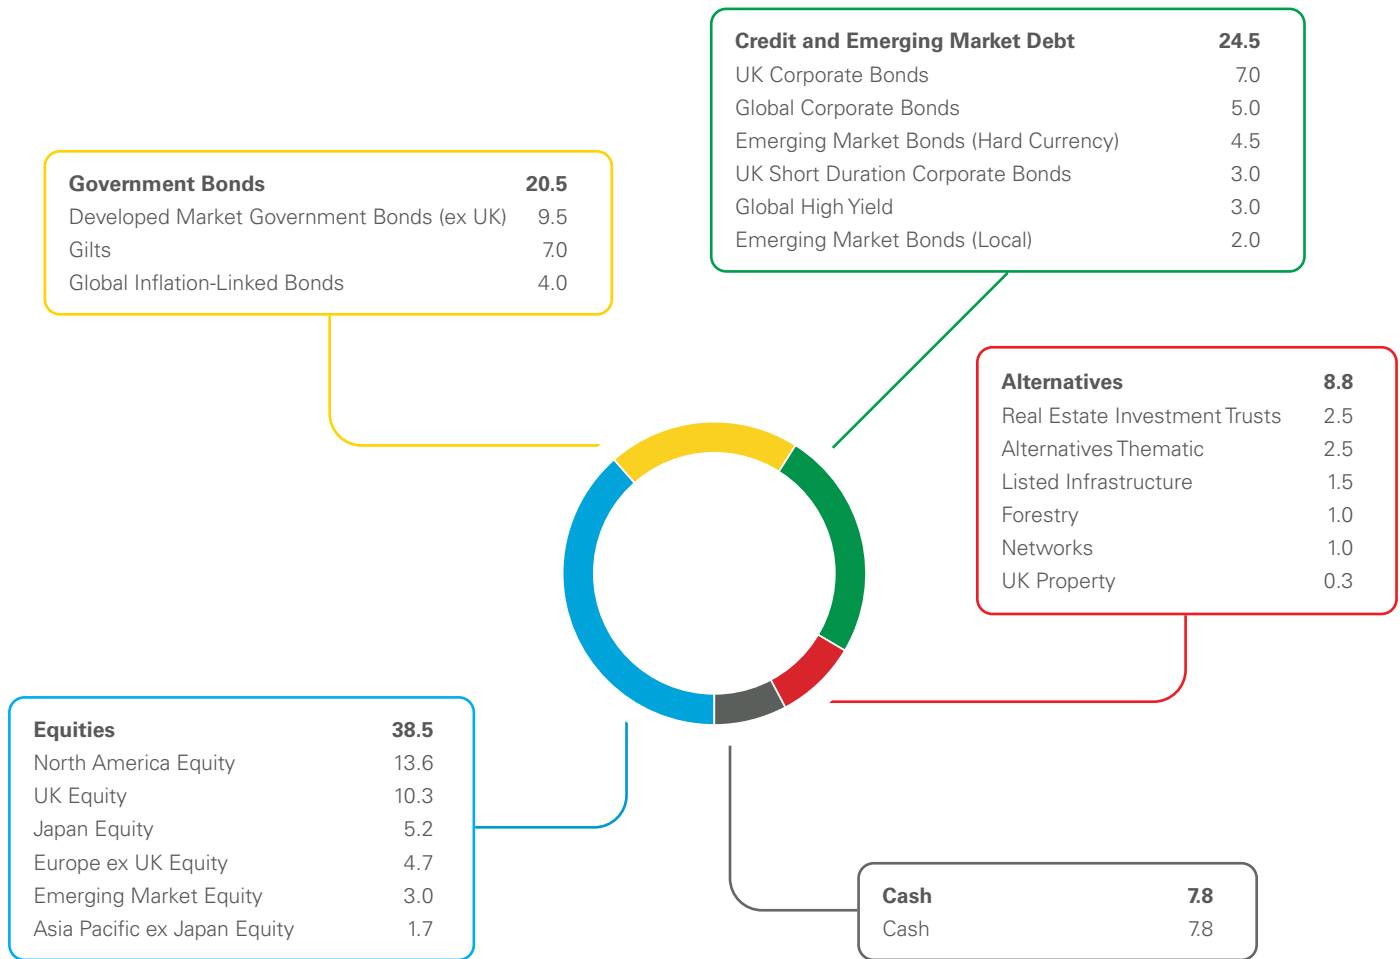 Credit and Emerging Market Debt 24.5
UK Corporate Bonds 7.0
Global Corporate Bonds 5.0
Emerging Market Bonds (Hard Currency) 4.5
UK Short Duration Corporate Bonds 3.0
Global High Yield 3.0
Emerging Market Bonds (Local) 2.0
Government Bonds 20.5
Developed Market Government Bonds (ex UK) 9.5
Gilts 7.0
Global Inflation-Linked Bonds 4.0
Alternatives 8.8
Real Estate Investment Trusts 2.5
Alternatives Thematic 2.5
Listed Infrastructure 1.5
Forestry 1.0
Networks 1.0
UK Property 0.3
Equities 38.5
North America Equity 13.6
UK Equity 10.3
Japan Equity 5.2
Europe ex UK Equity 4.7
Emerging Market Equity 3.0
Asia Pacific ex Japan Equity 1.7
Cash 7.8
Cash 7.8